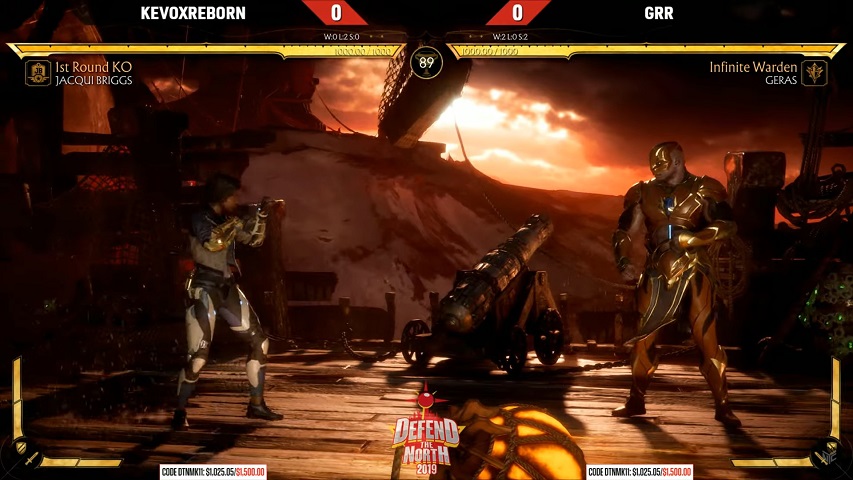 KEVOXREBORN
0
0
GRR
W:0 L:2 S:0
W:2 L:0 S:2
1000.00 / 1000
1000.00 / 1000
89
1st Round KO
JACQUI BRIGGS
Infinite Warden
GERAS
DEFEND
THE
NORTH
2019
CODE DTNMK11: $1,025.05/$1,500.00
CODE DTNMK11: $1,025.05/$1,500.00